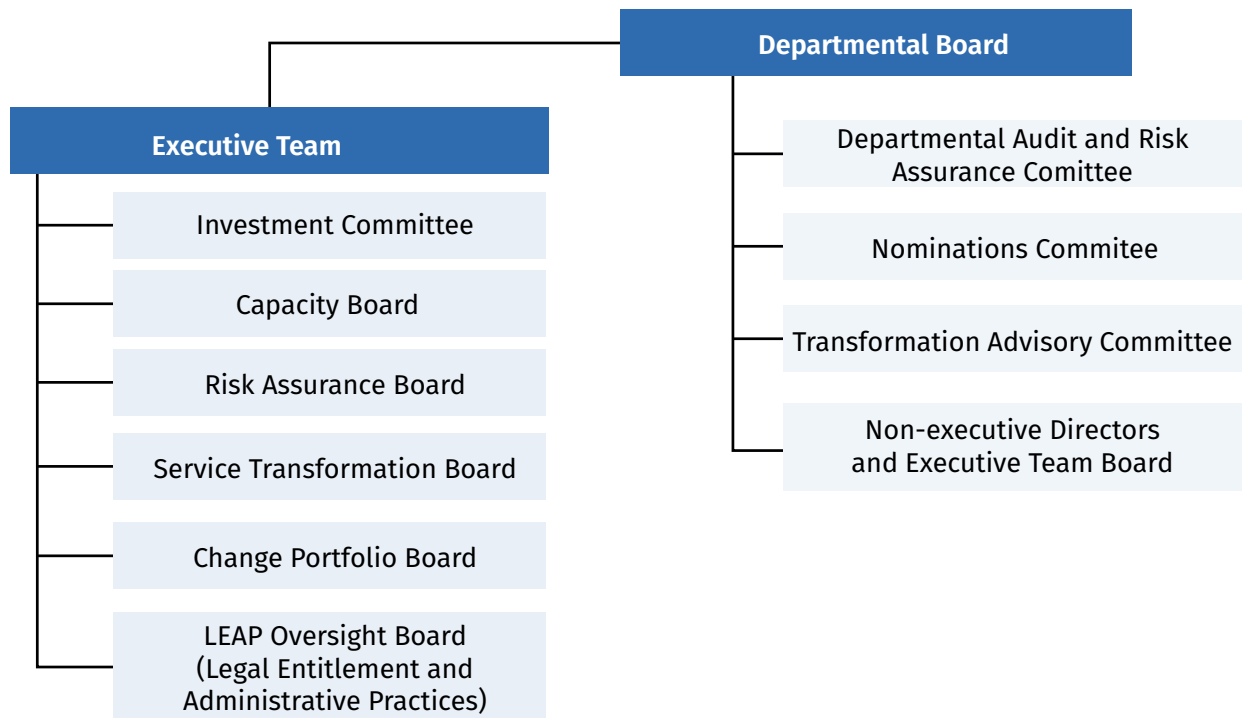 Departmental Board
Executive Team
Investment Committee
Capacity Board
Risk Assurance Board
Service Transformation Board
Change Portfolio Board
LEAP Oversight Board
(Legal Entitlement and
Administrative Practices)
Departmental Audit and Risk
Assurance Comittee
Nominations Commitee
Transformation Advisory Committee
Non-executive Directors
and Executive Team Board